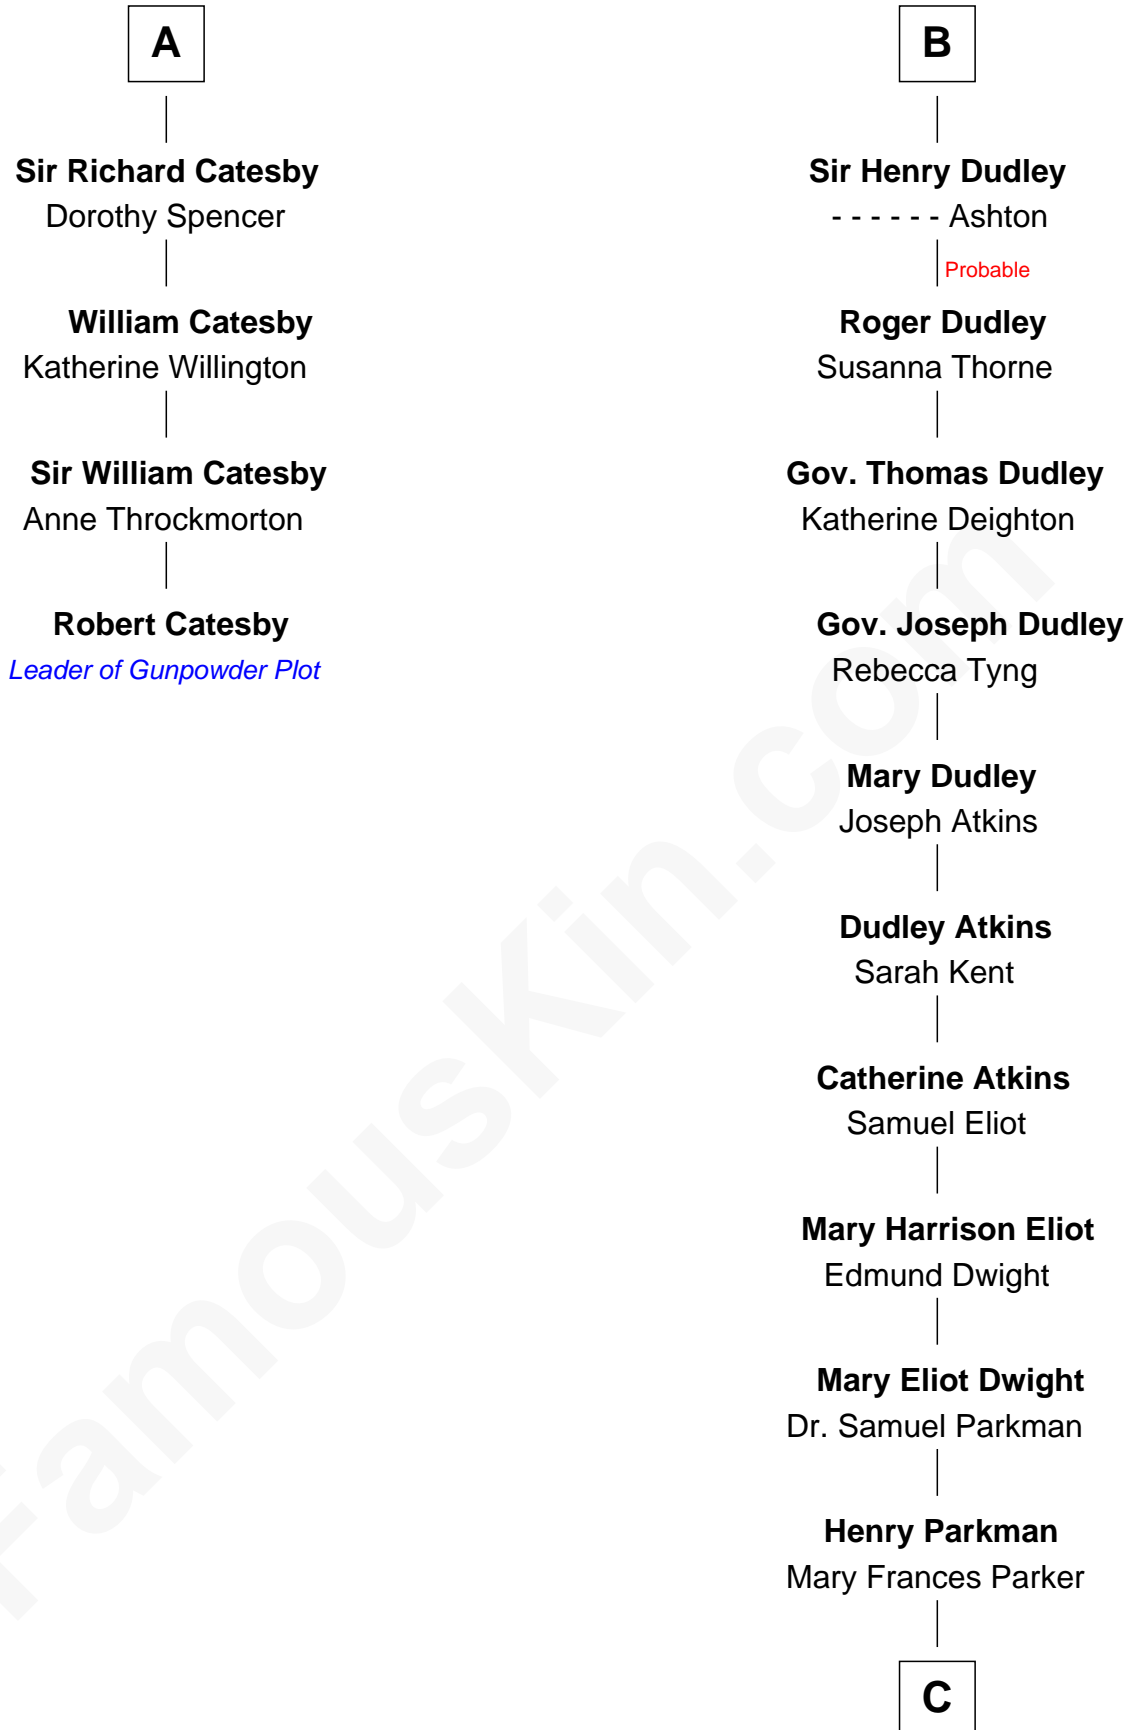 A
Sir Richard Catesby
Dorothy Spencer
William Catesby
Katherine Willington
Sir William Catesby
Anne Throckmorton
Robert Catesby
Leader of Gunpowder Plot
B
Sir Henry Dudley
- - - - - - Ashton
Probable
Roger Dudley
Susanna Thorne
Gov. Thomas Dudley
Katherine Deighton
Gov. Joseph Dudley
Rebecca Tyng
Mary Dudley
Joseph Atkins
Dudley Atkins
Sarah Kent
Catherine Atkins
Samuel Eliot
Mary Harrison Eliot
Edmund Dwight
Mary Eliot Dwight
Dr. Samuel Parkman
Henry Parkman
Mary Frances Parker
C
FamousKin.com